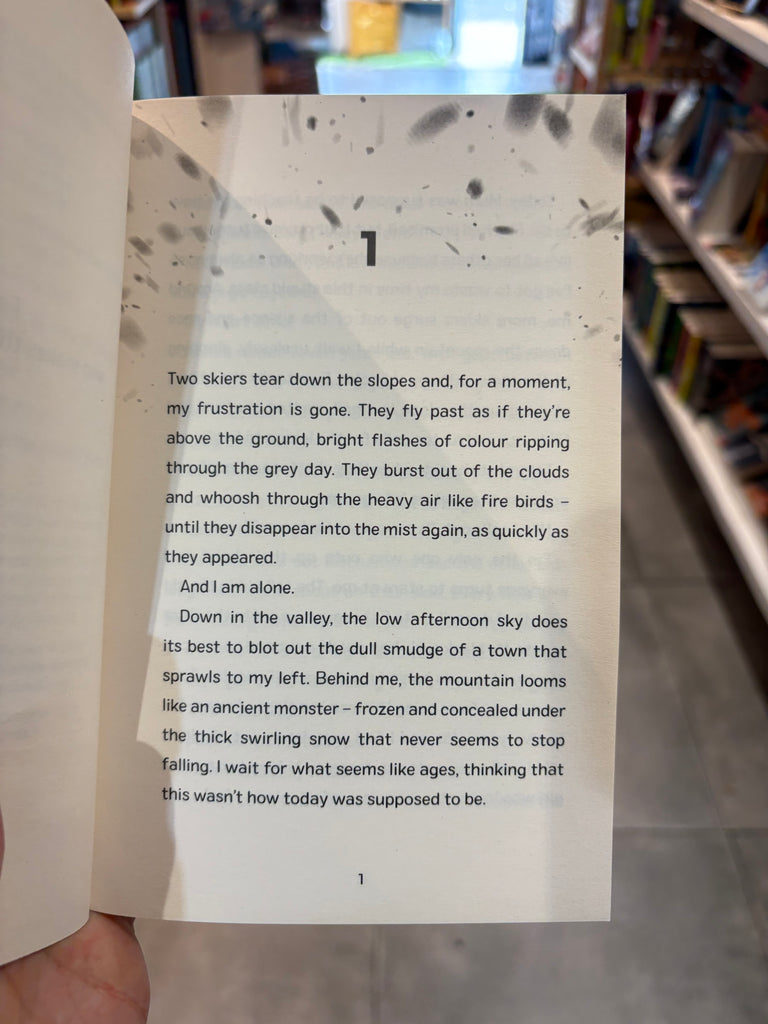 1
Two skiers tear down the slopes and, for a moment,
my frustration is gone. They fly past as if they're
above the ground, bright flashes of colour ripping
through the grey day. They burst out of the clouds
and whoosh through the heavy air like fire birds –
until they disappear into the mist again, as quickly as
they appeared.
And I am alone.
Down in the valley, the low afternoon sky does
its best to blot out the dull smudge of a town that
sprawls to my left. Behind me, the mountain looms
like an ancient monster – frozen and concealed under
the thick swirling snow that never seems to stop
falling. I wait for what seems like ages, thinking that
this wasn't how today was supposed to be.
1